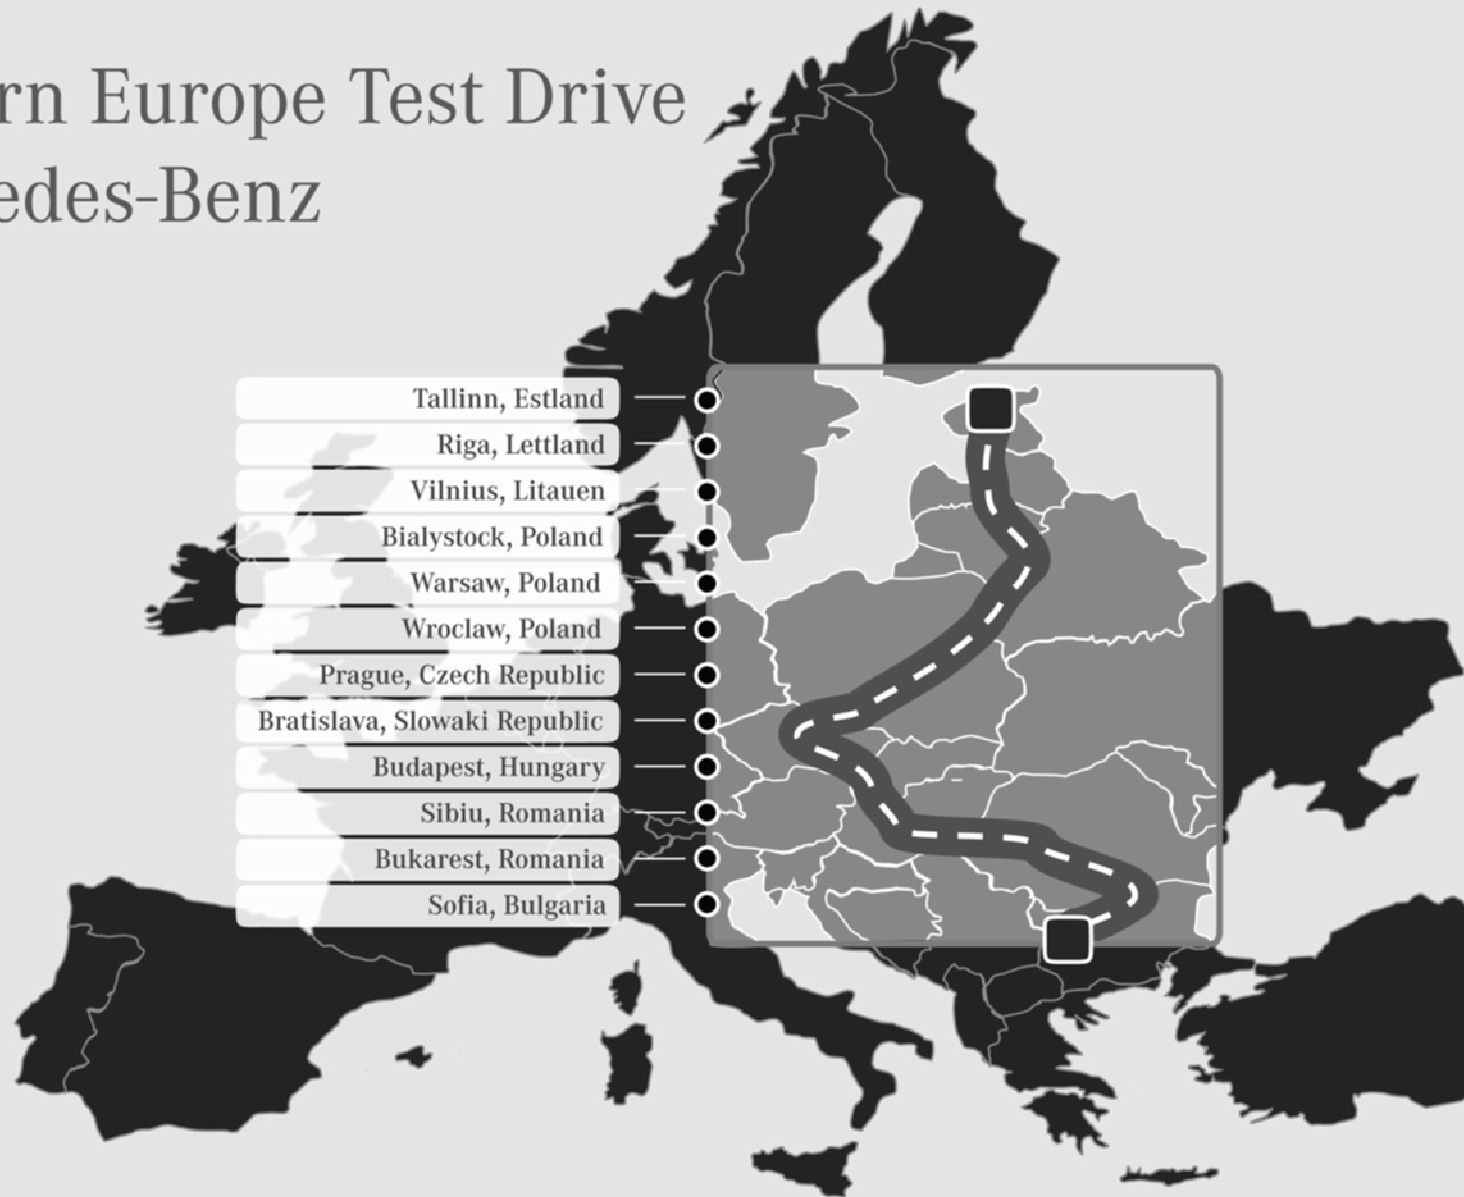 rn Europe Test Drive
edes-Benz
Tallinn, Estland
Riga, Lettland
Vilnius, Litauen
Bialystock, Poland
Warsaw, Poland
Wroclaw, Poland
Prague, Czech Republic
Bratislava, Slowaki Republic
Budapest, Hungary
Sibiu, Romania
Bukarest, Romania
Sofia, Bulgaria